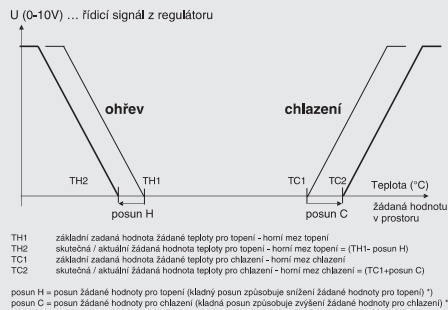 U (0-10V) ... řídicí signál z regulátoru
ohřev
chlazení
TH2
TH1
TC1
TC2
Teplota (°C)
posun H
posun C
žádaná hodnotu
v prostoru
TH1 základní zadaná hodnota žádané teploty pro topení - horní mez topení
TH2 skutečná / aktuální žádaná hodnota teploty pro topení - horní mez topení = (TH1- posun H)
TC1 základní zadaná hodnota žádané teploty pro chlazení - horní mez chlazení
TC2 skutečná / aktuální žádaná hodnota teploty pro chlazení - horní mez chlazení = (TC1+posun C)
posun H = posun žádané hodnoty pro topení (kladný posun způsobuje snížení žádané hodnoty pro topení) *)
posun C = posun žádané hodnoty pro chlazení (kladná posun způsobuje zvýšení žádané hodnoty pro chlazení) *